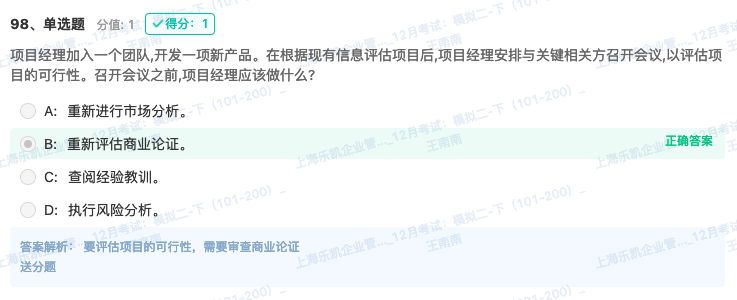 98、单选题 分值: 1 得分: 1
项目经理加入一个团队,开发一项新产品。在根据现有信息评估项目后,项目经理安排与关键相关方召开会议,以评估项
目的可行性。召开会议之前,项目经理应该做什么?
A: 重新进行市场分析。
B: 重新评估商业论证。 正确答案
C: 查阅经验教训。
D: 执行风险分析。
答案解析: 要评估项目的可行性，需要审查商业论证
送分题
上海乐凯企业管..._12月考试：模拟二-下（101-200）_
王南南